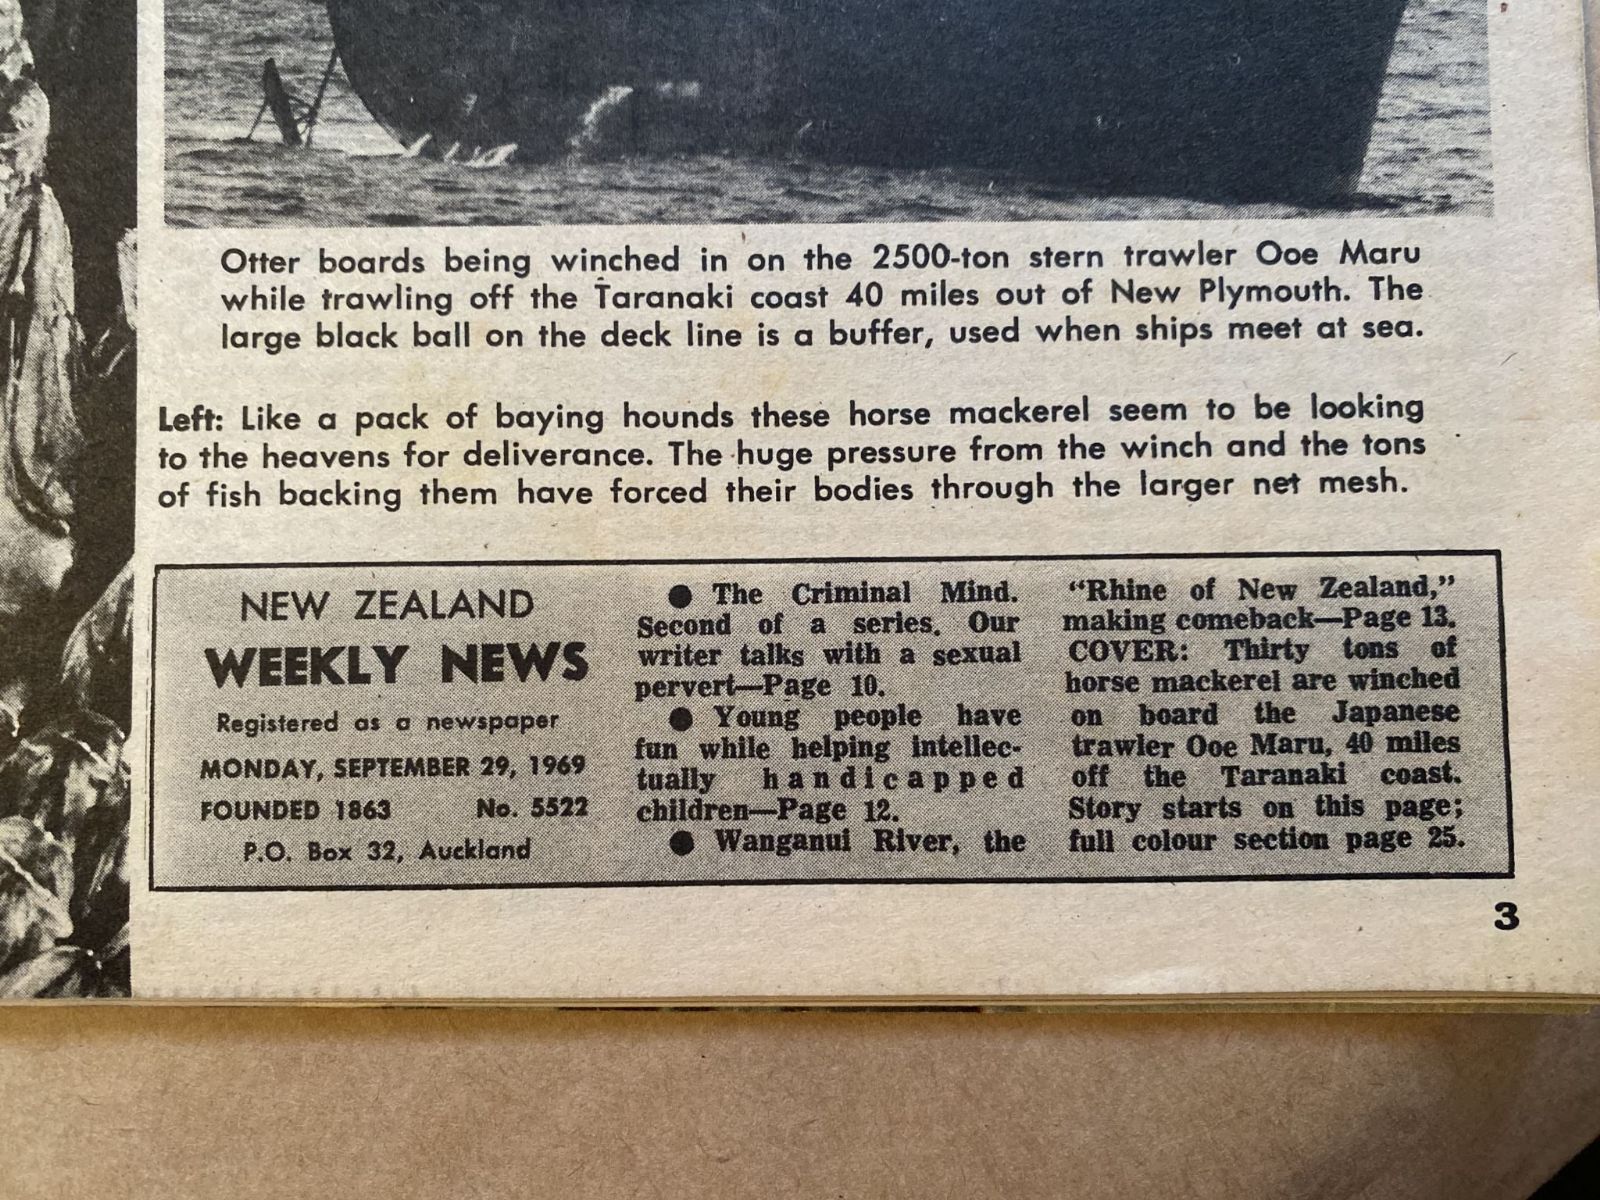 Otter boards being winched in on the 2500-ton stern trawler Ooe Maru
while trawling off the Taranaki coast 40 miles out of New Plymouth. The
large black ball on the deck line is a buffer, used when ships meet at sea.
Left: Like a pack of baying hounds these horse mackerel seem to be looking
to the heavens for deliverance. The huge pressure from the winch and the tons
of fish backing them have forced their bodies through the larger net mesh.
NEW ZEALAND
WEEKLY NEWS
Registered as a newspaper
MONDAY, SEPTEMBER 29, 1969
FOUNDED 1863 No. 5522
P.O. Box 32, Auckland
● The Criminal Mind.
Second of a series. Our
writer talks with a sexual
pervert—Page 10.
● Young people have
fun while helping intellec-
tually handicapped
children—Page 12.
● Wanganui River, the
"Rhine of New Zealand,"
making comeback—Page 13.
COVER: Thirty tons of
horse mackerel are winched
on board the Japanese
trawler Ooe Maru, 40 miles
off the Taranaki coast.
Story starts on this page;
full colour section page 25.
3